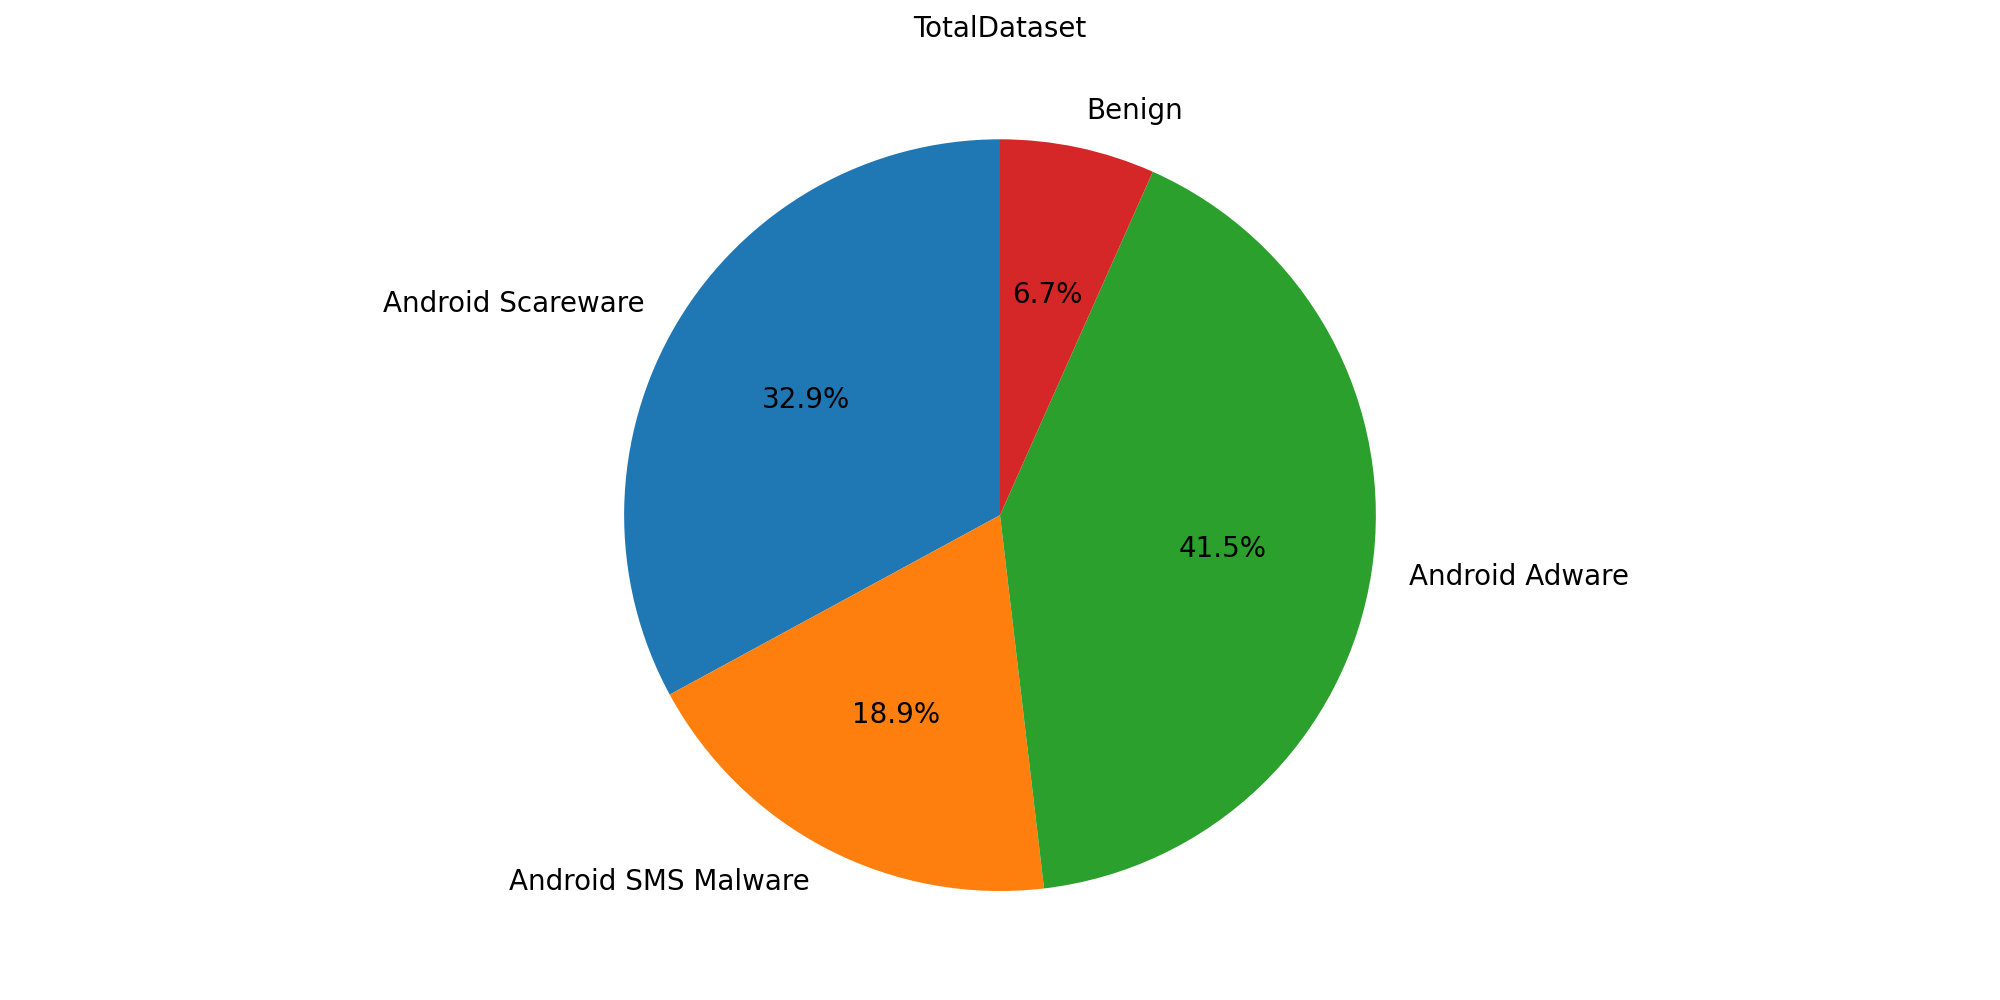 TotalDataset
Benign
6.7%
Android Scareware
32.9%
41.5%
Android Adware
18.9%
Android SMS Malware